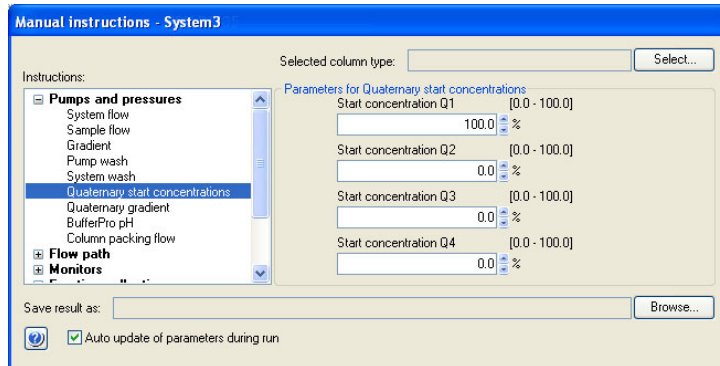 Manual instructions - System3
Selected column type:
Select...
Instructions:
Pumps and pressures
System flow
Sample flow
Gradient
Pump wash
System wash
Quaternary start concentrations
Quaternary gradient
BufferPro pH
Column packing flow
Flow path
Monitors
Parameters for Quaternary start concentrations
Start concentration Q1 [0.0 - 100.0]
100.0 %
Start concentration Q2 [0.0 - 100.0]
0.0 %
Start concentration Q3 [0.0 - 100.0]
0.0 %
Start concentration Q4 [0.0 - 100.0]
0.0 %
Save result as:
Browse...
Auto update of parameters during run